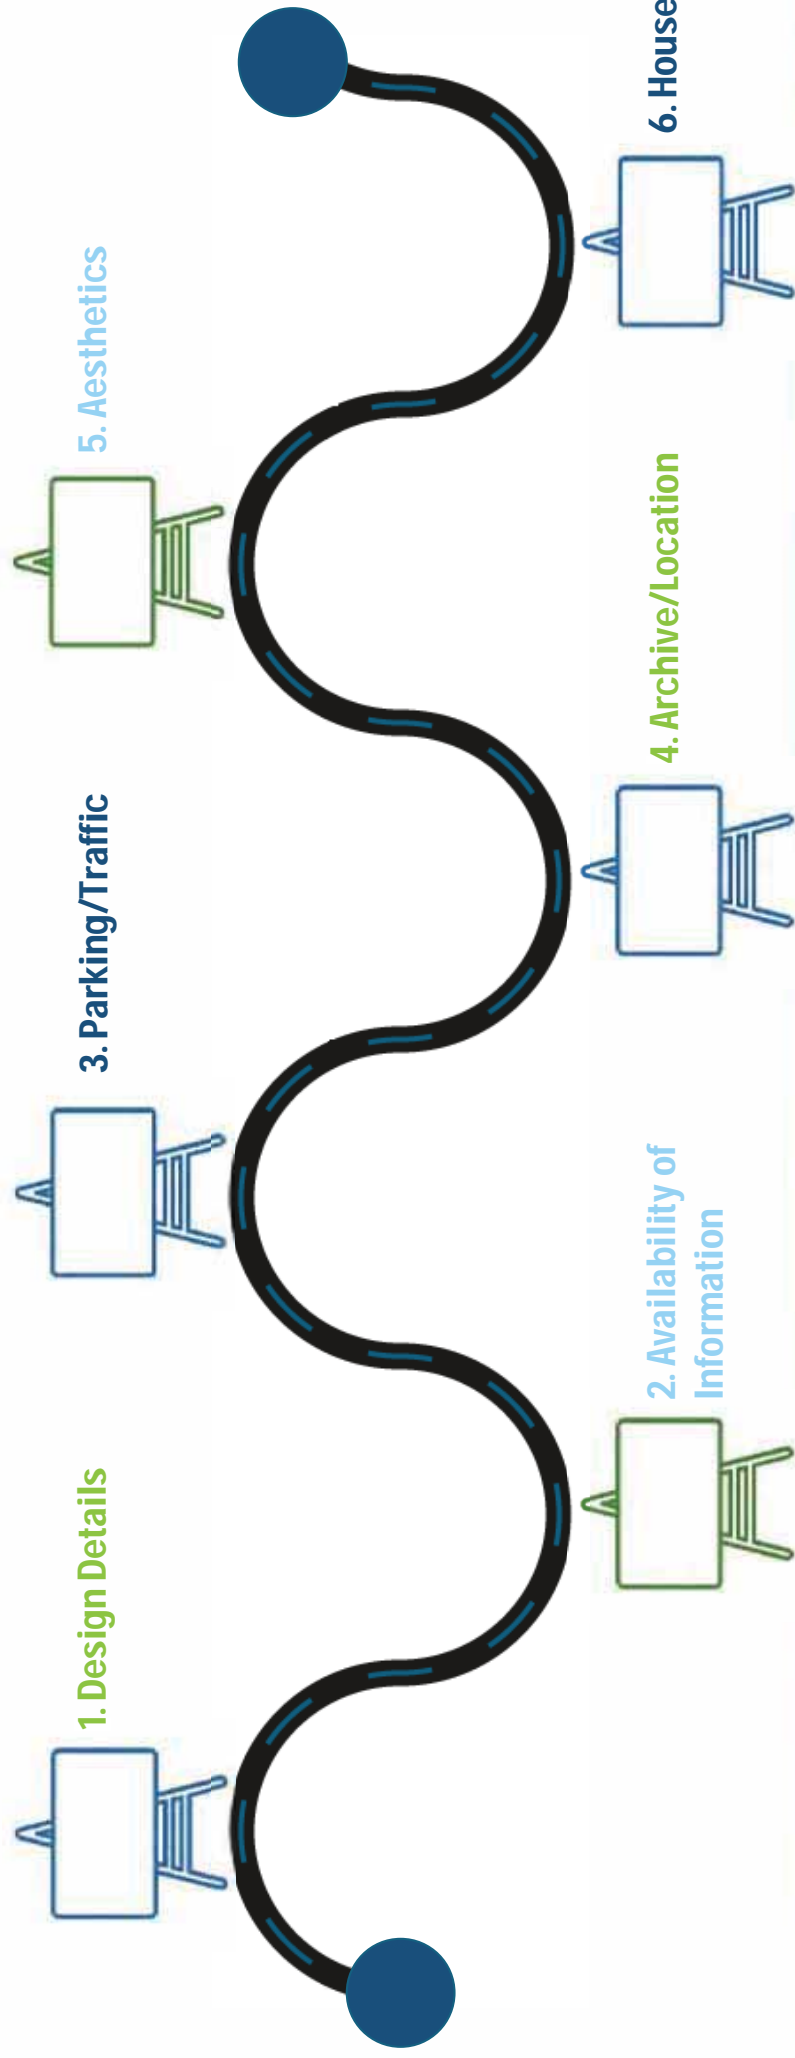 1. Design Details
2. Availability of
Information
3. Parking/Traffic
4. Archive/Location
5. Aesthetics
6. House